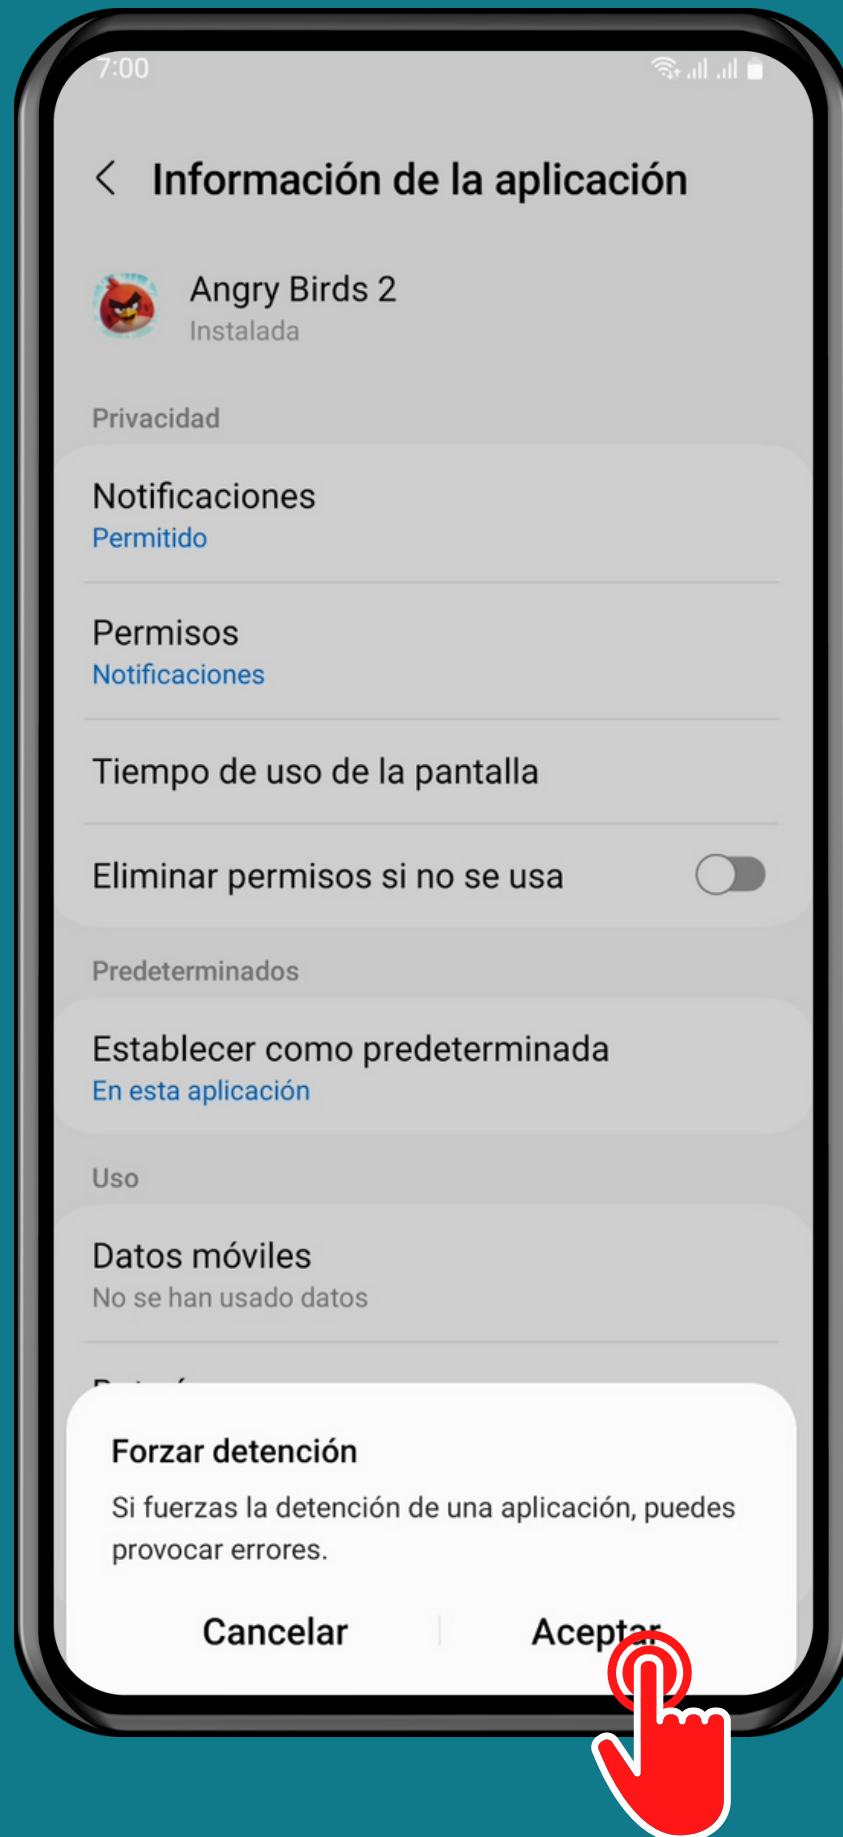 7:00
Información de la aplicación
Angry Birds 2
Instalada
Privacidad
Notificaciones
Permitido
Permisos
Notificaciones
Tiempo de uso de la pantalla
Eliminar permisos si no se usa
Predeterminados
Establecer como predeterminada
En esta aplicación
Uso
Datos móviles
No se han usado datos
Forzar detención
Si fuerzas la detención de una aplicación, puedes
provocar errores.
Cancelar
Aceptar